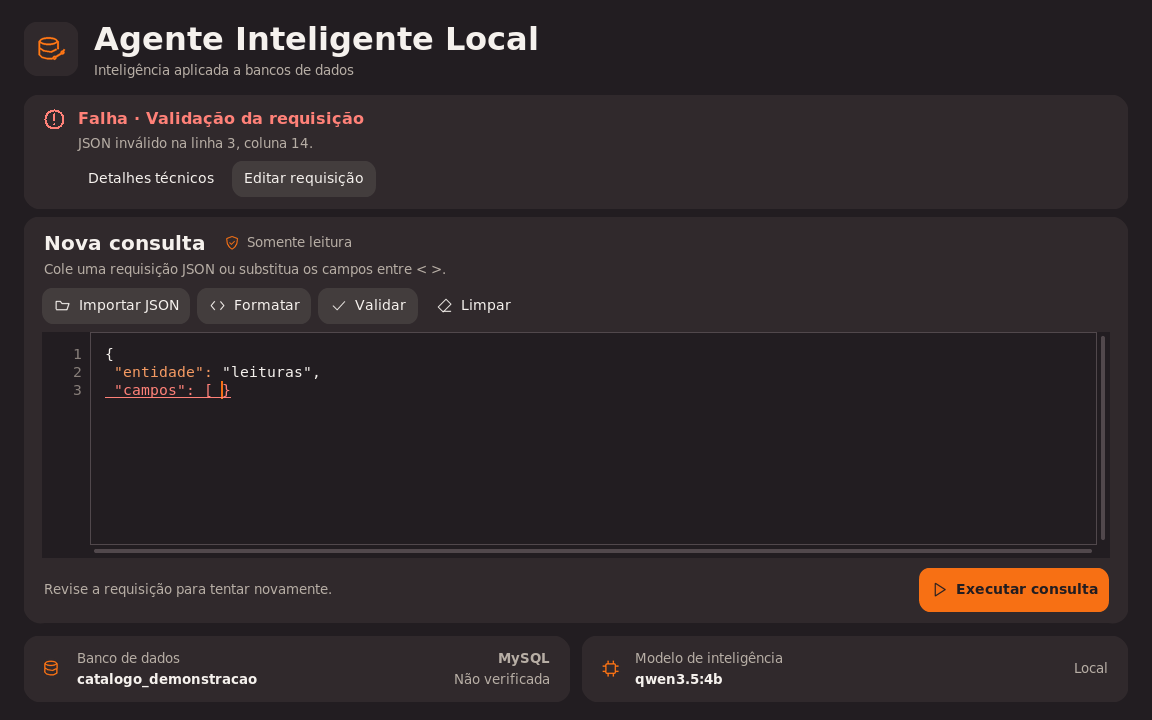 Agente Inteligente Local
Inteligência aplicada a bancos de dados
Falha · Validação da requisição
JSON inválido na linha 3, coluna 14.
Detalhes técnicos
Editar requisição
Nova consulta
Somente leitura
Cole uma requisição JSON ou substitua os campos entre < >.
Importar JSON
Formatar
Validar
Limpar
1 {
2 "entidade": "leituras",
3 "campos": [ }
Revise a requisição para tentar novamente.
Executar consulta
Banco de dados
MySQL
catalogo_demonstracao
Não verificada
Modelo de inteligência
qwen3.5:4b
Local